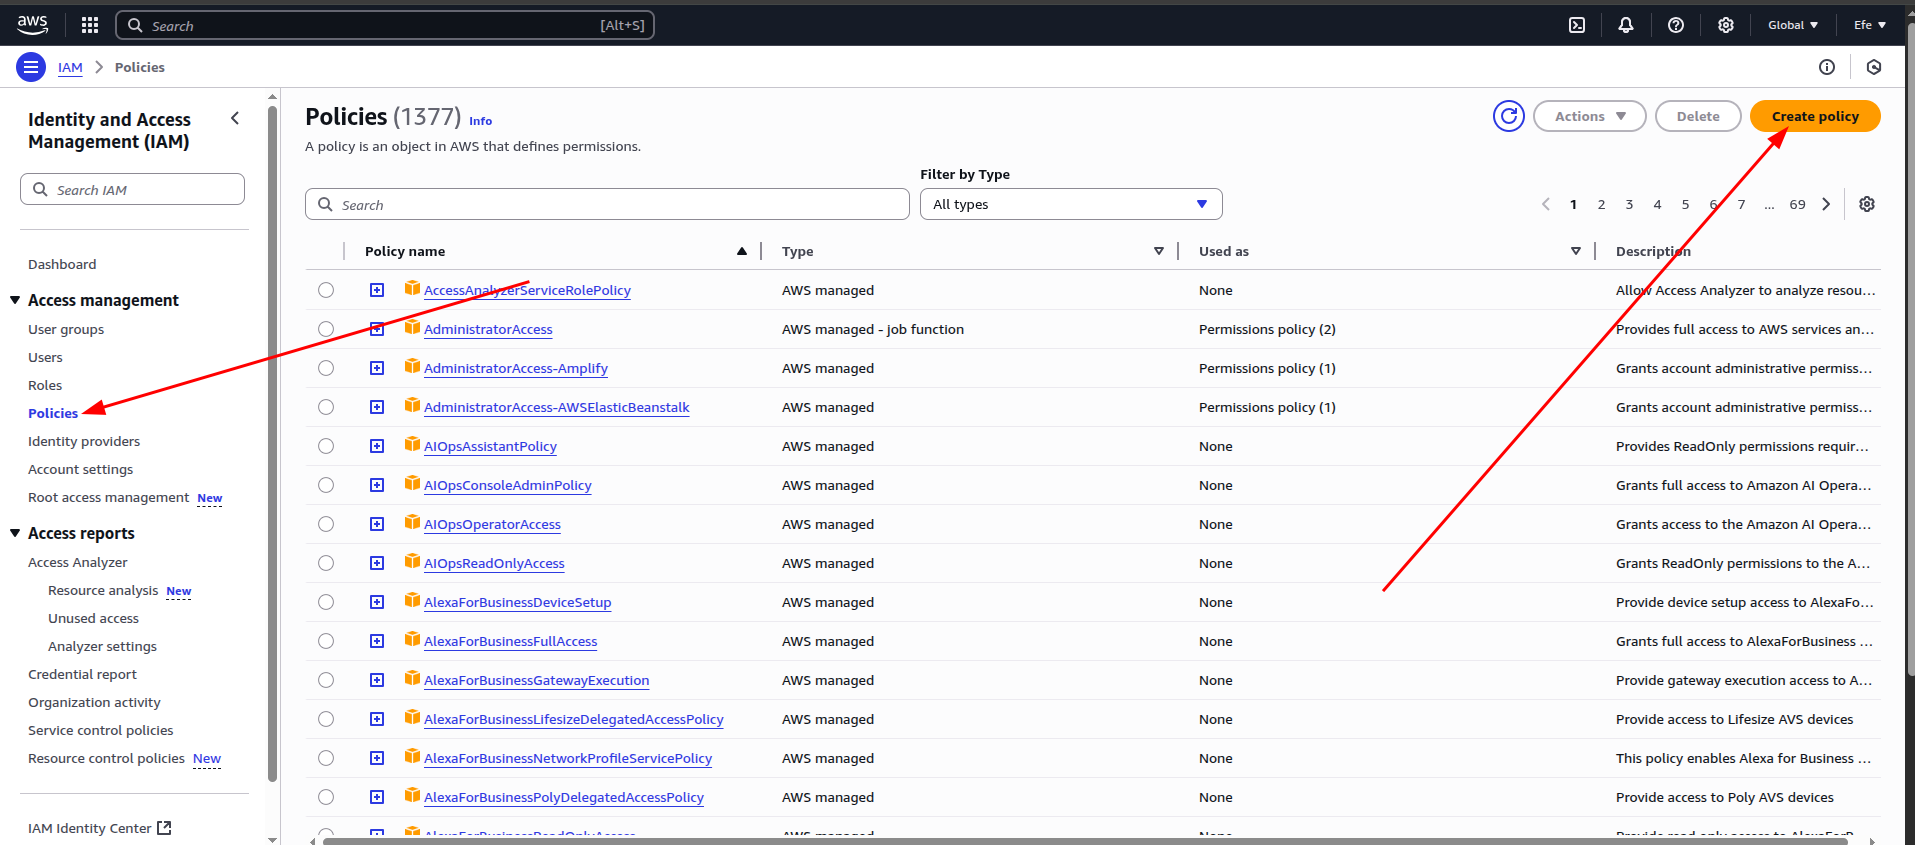 aws
Search
[Alt+S]
Global
Efe
IAM
Policies
Identity and Access
Management (IAM)
Search IAM
Dashboard
Access management
User groups
Users
Roles
Policies
Identity providers
Account settings
Root access management New
Access reports
Access Analyzer
Resource analysis New
Unused access
Analyzer settings
Credential report
Organization activity
Service control policies
Resource control policies New
IAM Identity Center
Policies (1377) Info
A policy is an object in AWS that defines permissions.
Actions
Delete
Create policy
Filter by Type
Search
All types
1 2 3 4 5 6 7 ... 69
Policy name Type Used as Description
AccessAnalyzerServiceRolePolicy AWS managed None Allow Access Analyzer to analyze resou…
AdministratorAccess AWS managed - job function Permissions policy (2) Provides full access to AWS services an…
AdministratorAccess-Amplify AWS managed Permissions policy (1) Grants account administrative permiss…
AdministratorAccess-AWSElasticBeanstalk AWS managed Permissions policy (1) Grants account administrative permiss…
AIOpsAssistantPolicy AWS managed None Provides ReadOnly permissions requir…
AIOpsConsoleAdminPolicy AWS managed None Grants full access to Amazon AI Opera…
AIOpsOperatorAccess AWS managed None Grants access to the Amazon AI Opera…
AIOpsReadOnlyAccess AWS managed None Grants ReadOnly permissions to the A…
AlexaForBusinessDeviceSetup AWS managed None Provide device setup access to AlexaFo…
AlexaForBusinessFullAccess AWS managed None Grants full access to AlexaForBusiness …
AlexaForBusinessGatewayExecution AWS managed None Provide gateway execution access to A…
AlexaForBusinessLifesizeDelegatedAccessPolicy AWS managed None Provide access to Lifesize AVS devices
AlexaForBusinessNetworkProfileServicePolicy AWS managed None This policy enables Alexa for Business …
AlexaForBusinessPolyDelegatedAccessPolicy AWS managed None Provide access to Poly AVS devices
AlexaForBusinessReadOnlyAccess AWS managed None Provide read only access to AlexaForB…